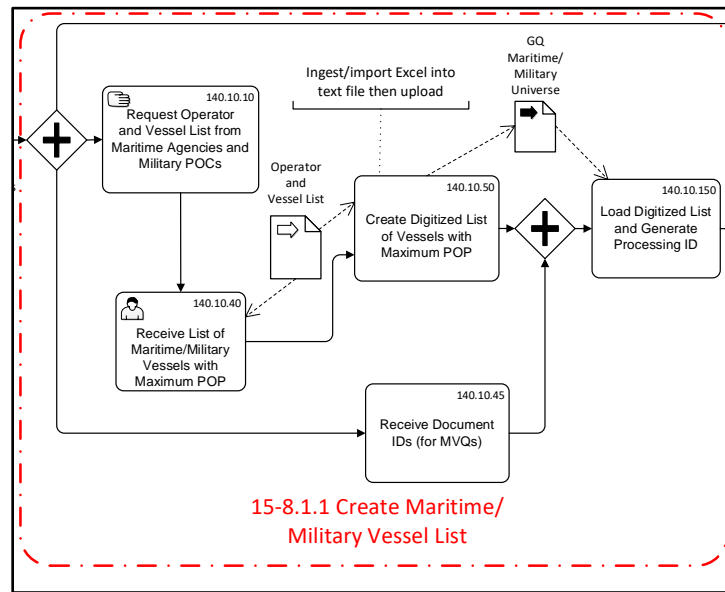 140.10.10
Request Operator
and Vessel List from
Maritime Agencies and
Military POCs
Ingest/import Excel into
text file then upload
GQ
Maritime/
Military
Universe
Operator
and
Vessel List
140.10.50
Create Digitized List
of Vessels with
Maximum POP
140.10.150
Load Digitized List
and Generate
Processing ID
140.10.40
Receive List of
Maritime/Military
Vessels with
Maximum POP
140.10.45
Receive Document
IDs (for MVQs)
15-8.1.1 Create Maritime/
Military Vessel List